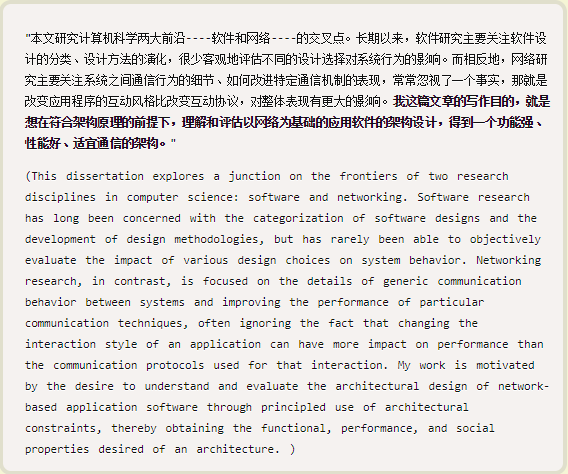 "本文研究计算机科学两大前沿----软件和网络----的交叉点。长期以来，软件研究主要关注软件设
计的分类、设计方法的演化，很少客观地评估不同的设计选择对系统行为的影响。而相反地，网络研
究主要关注系统之间通信行为的细节、如何改进特定通信机制的表现，常常忽视了一个事实，那就是
改变应用程序的互动风格比改变互动协议，对整体表现有更大的影响。我这篇文章的写作目的，就是
想在符合架构原理的前提下，理解和评估以网络为基础的应用软件的架构设计，得到一个功能强、
性能好、适宜通信的架构。"
(This dissertation explores a junction on the frontiers of two research
disciplines in computer science: software and networking. Software research
has long been concerned with the categorization of software designs and the
development of design methodologies, but has rarely been able to objectively
evaluate the impact of various design choices on system behavior. Networking
research, in contrast, is focused on the details of generic communication
behavior between systems and improving the performance of particular
communication techniques, often ignoring the fact that changing the
interaction style of an application can have more impact on performance than
the communication protocols used for that interaction. My work is motivated
by the desire to understand and evaluate the architectural design of network-
based application software through principled use of architectural
constraints, thereby obtaining the functional, performance, and social
properties desired of an architecture. )